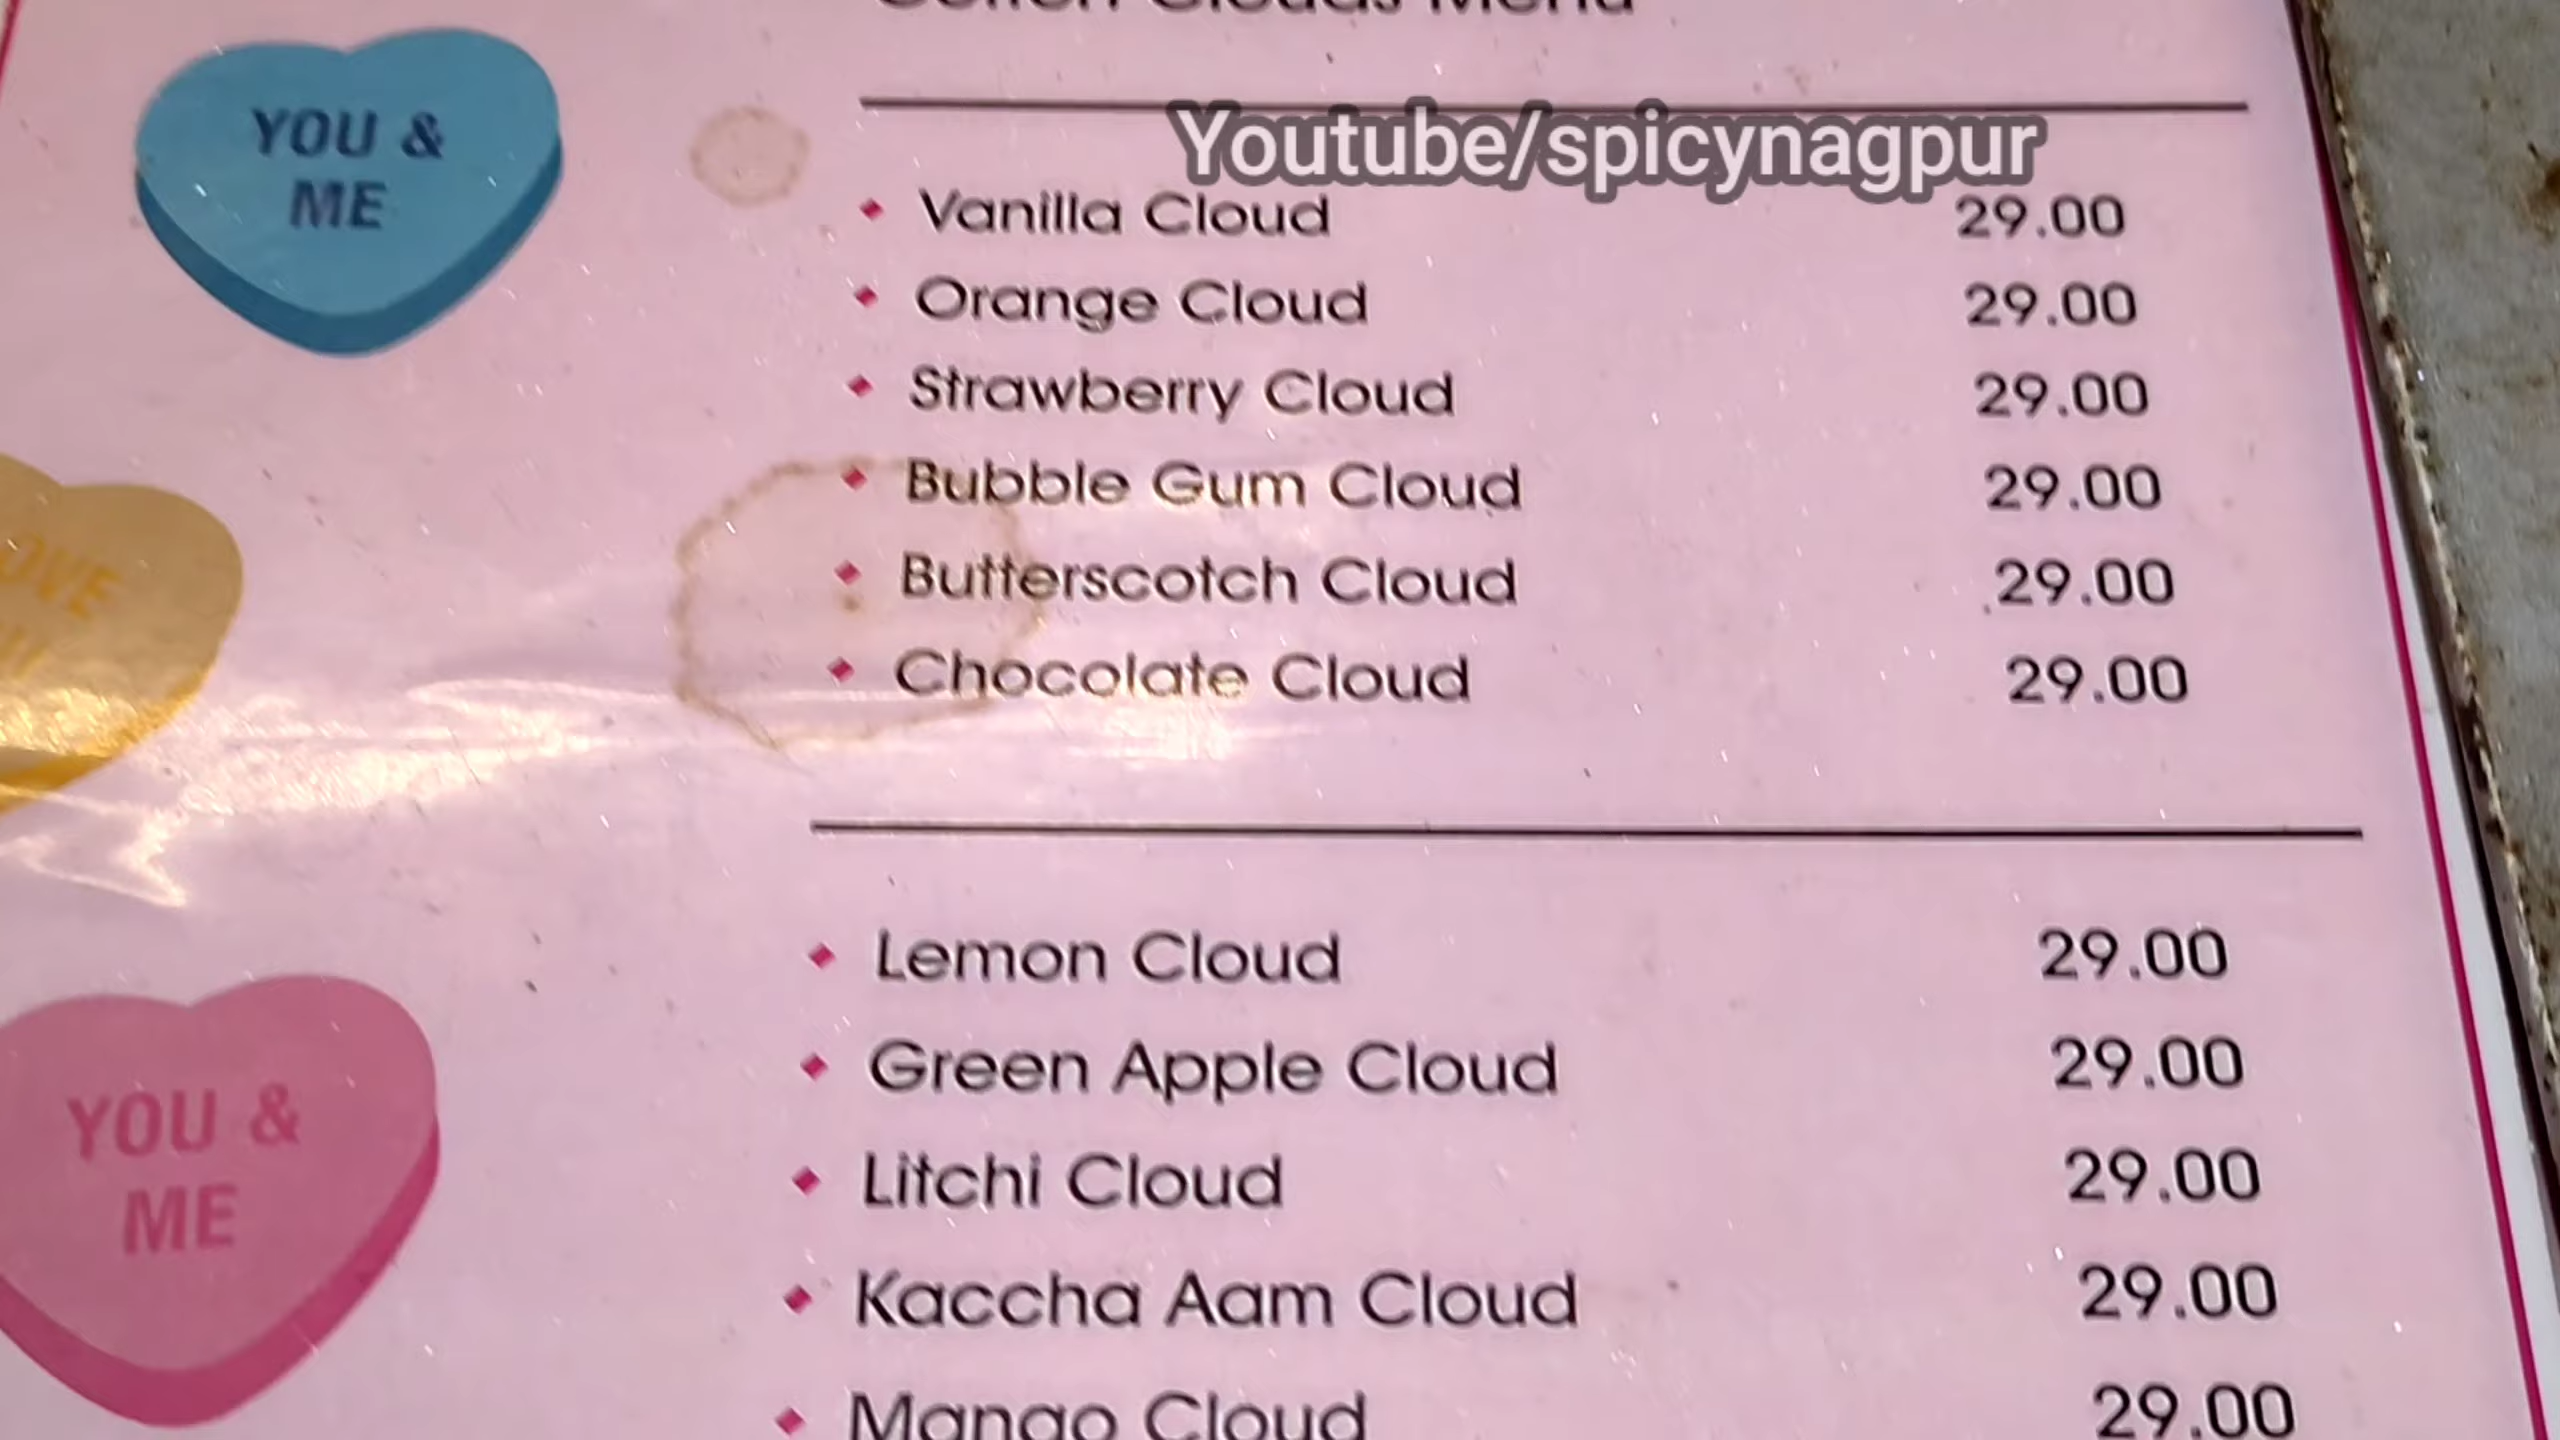 Clouds Menu
Youtube/spicynagpur
YOU &
ME
Vanilla Cloud 29.00
Orange Cloud 29.00
Strawberry Cloud 29.00
Bubble Gum Cloud 29.00
Butterscotch Cloud 29.00
Chocolate Cloud 29.00
Lemon Cloud 29.00
Green Apple Cloud 29.00
Litchi Cloud 29.00
Kaccha Aam Cloud 29.00
Mango Cloud 29.00
YOU &
ME